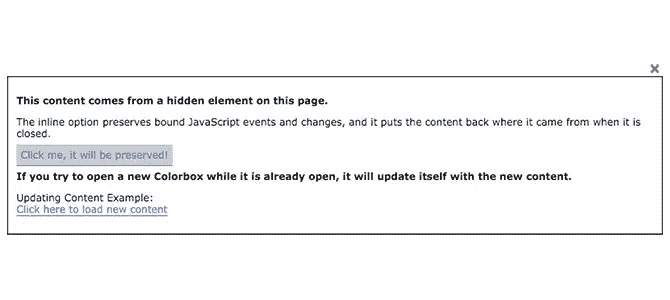 This content comes from a hidden element on this page.
The inline option preserves bound JavaScript events and changes, and it puts the content back where it came from when it is
closed.
Click me, it will be preserved!
If you try to open a new Colorbox while it is already open, it will update itself with the new content.
Updating Content Example:
Click here to load new content